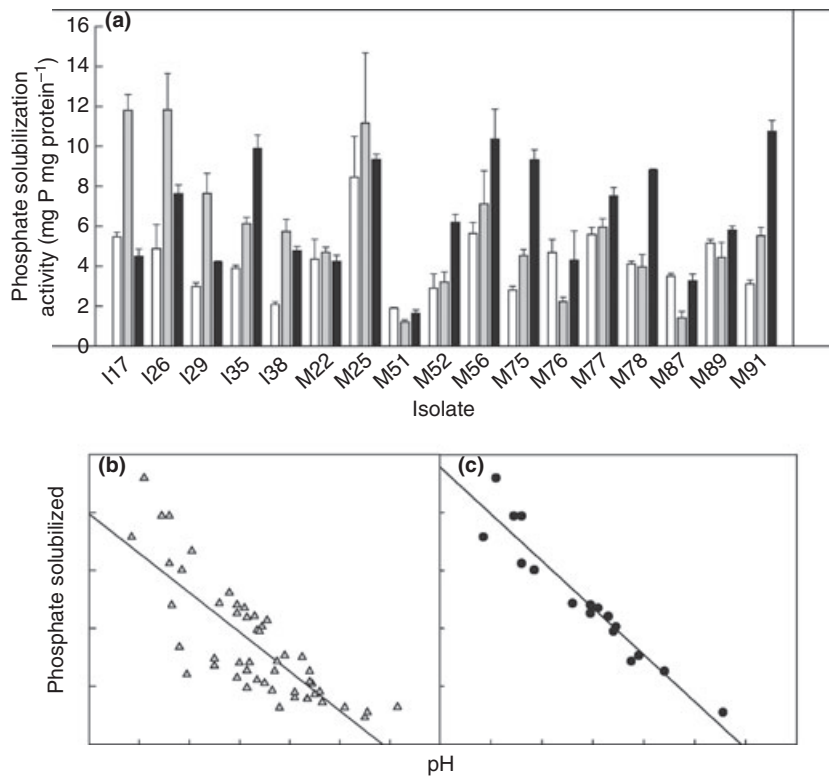 (a)
Phosphate solubilization
activity (mg P mg protein⁻¹)
16
14
12
10
8
6
4
2
0
I17 I26 I29 I35 I38 M22 M25 M51 M52 M56 M75 M76 M77 M78 M87 M89 M91
Isolate
(b) (c)
Phosphate solubilized
pH